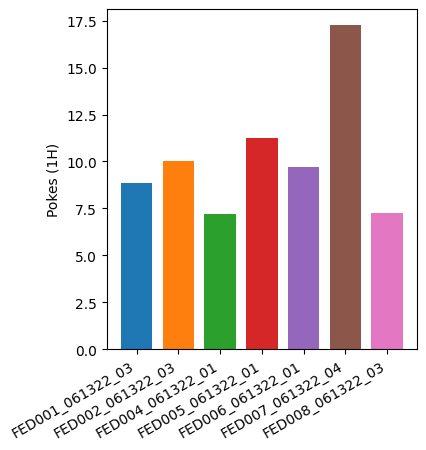 17.5
15.0
12.5
10.0
7.5
5.0
2.5
0.0
Pokes (1H)
FED001_061322_03
FED002_061322_03
FED004_061322_01
FED005_061322_01
FED006_061322_01
FED007_061322_04
FED008_061322_03